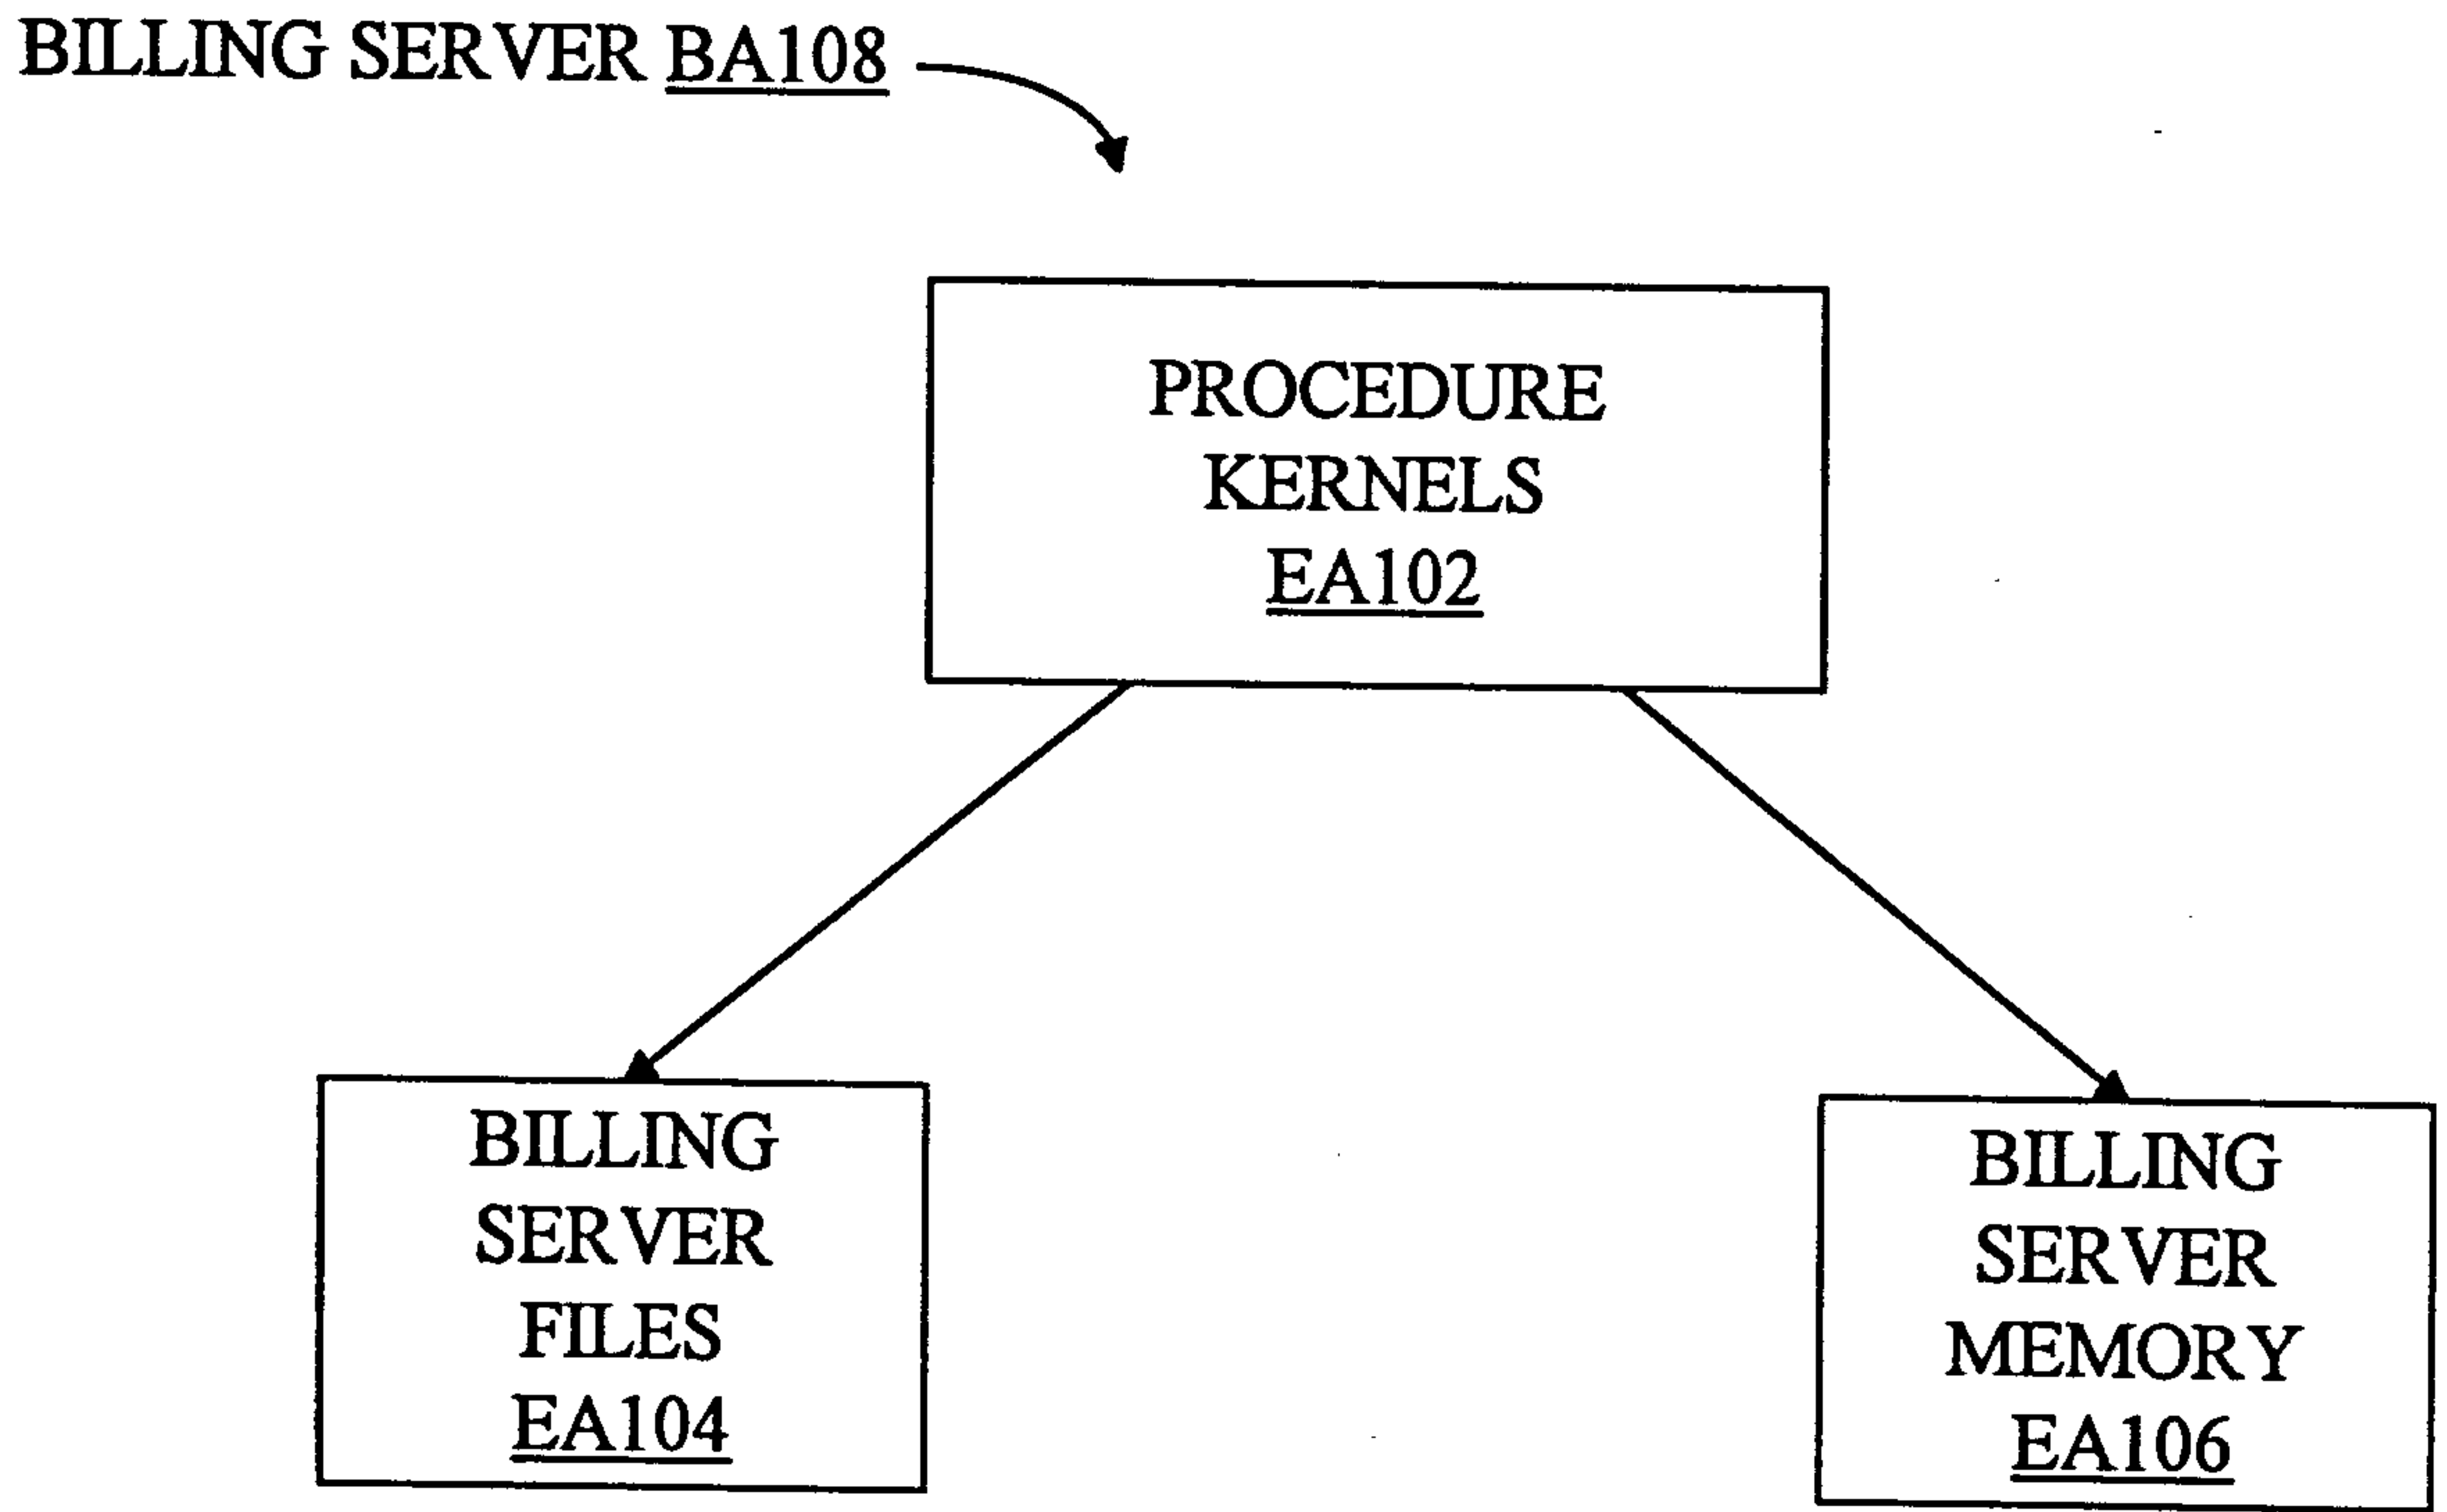 BILLING SERVER BA108
PROCEDURE
KERNELS
EA102
BILLING
SERVER
FILES
EA104
BILLING
SERVER
MEMORY
EA106